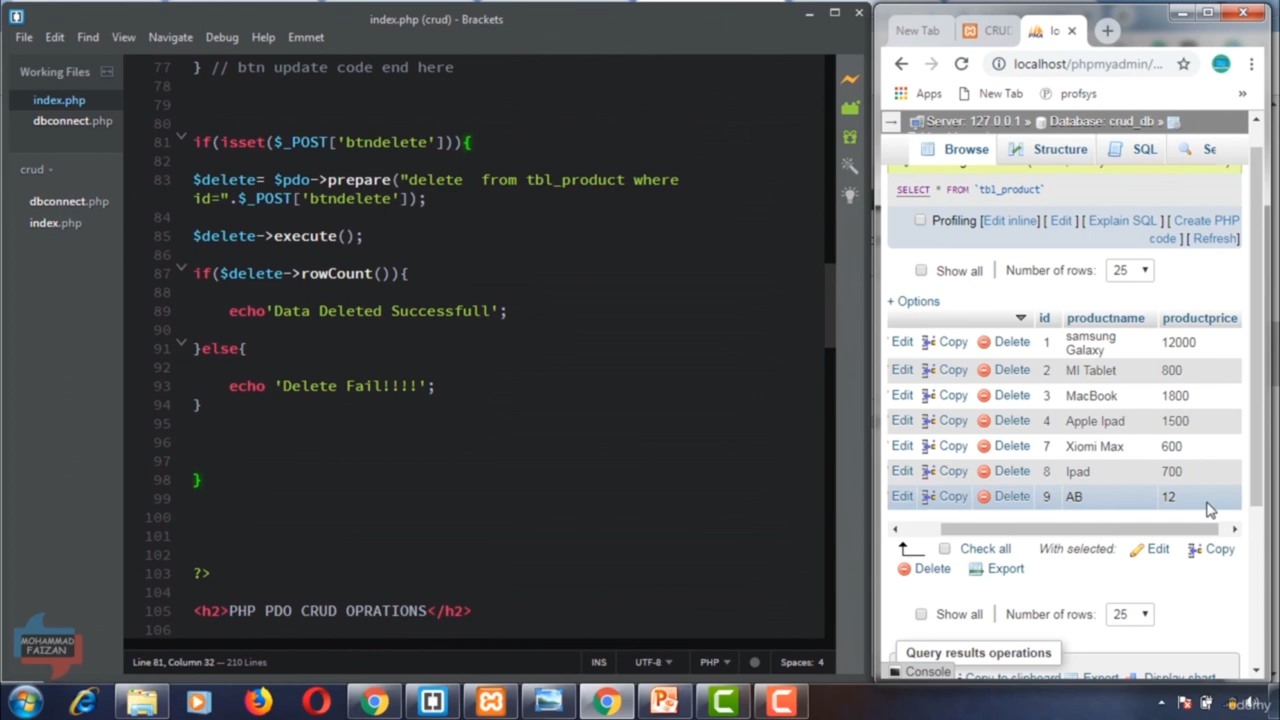 index.php (crud) - Brackets
File Edit Find View Navigate Debug Help Emmet
Working Files
index.php
dbconnect.php
crud
dbconnect.php
index.php
77 } // btn update code end here
78
79
80
81 if(isset($_POST['btndelete'])){
82
83 $delete= $pdo->prepare("delete  from tbl_product where
id=".$_POST['btndelete']);
84
85 $delete->execute();
86
87 if($delete->rowCount()){
88
89 echo'Data Deleted Successfull';
90
91 }else{
92
93 echo 'Delete Fail!!!!';
94 }
95
96
97
98 }
99
100
101
102
103 ?>
104
105 <h2>PHP PDO CRUD OPRATIONS</h2>
106
MOHAMMAD
FAIZAN
Line 81, Column 32 — 210 Lines
INS UTF-8 PHP Spaces: 4
New Tab CRUD lo
localhost/phpmyadmin/...
Apps New Tab profsys »
Server: 127.0.0.1 » Database: crud_db »
Browse Structure SQL Se
SELECT * FROM `tbl_product`
Profiling [Edit inline] [ Edit ] [ Explain SQL ] [ Create PHP
code ] [ Refresh]
Show all Number of rows: 25
+ Options
id productname productprice
Edit Copy Delete 1 samsung Galaxy 12000
Edit Copy Delete 2 MI Tablet 800
Edit Copy Delete 3 MacBook 1800
Edit Copy Delete 4 Apple Ipad 1500
Edit Copy Delete 7 Xiomi Max 600
Edit Copy Delete 8 Ipad 700
Edit Copy Delete 9 AB 12
Check all With selected: Edit Copy
Delete Export
Show all Number of rows: 25
Query results operations
Console
Copy to clipboard Export Display chart
udemy